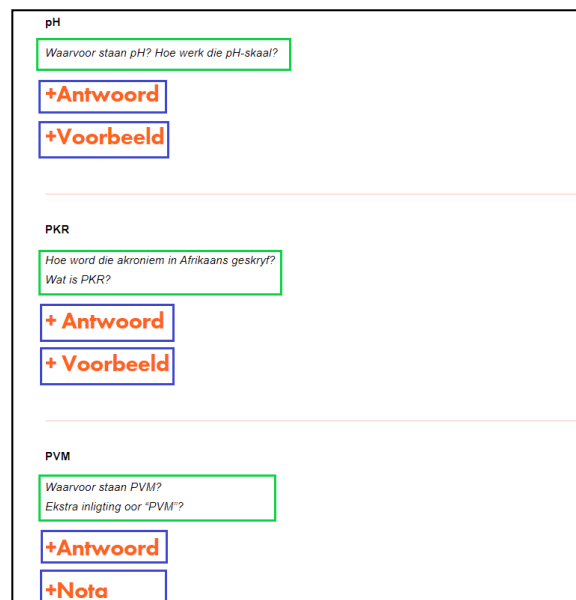 pH
Waarvoor staan pH? Hoe werk die pH-skaal?
+Antwoord
+Voorbeeld
PKR
Hoe word die akroniem in Afrikaans geskryf?
Wat is PKR?
+ Antwoord
+ Voorbeeld
PVM
Waarvoor staan PVM?
Ekstra inligting oor “PVM”?
+Antwoord
+Nota